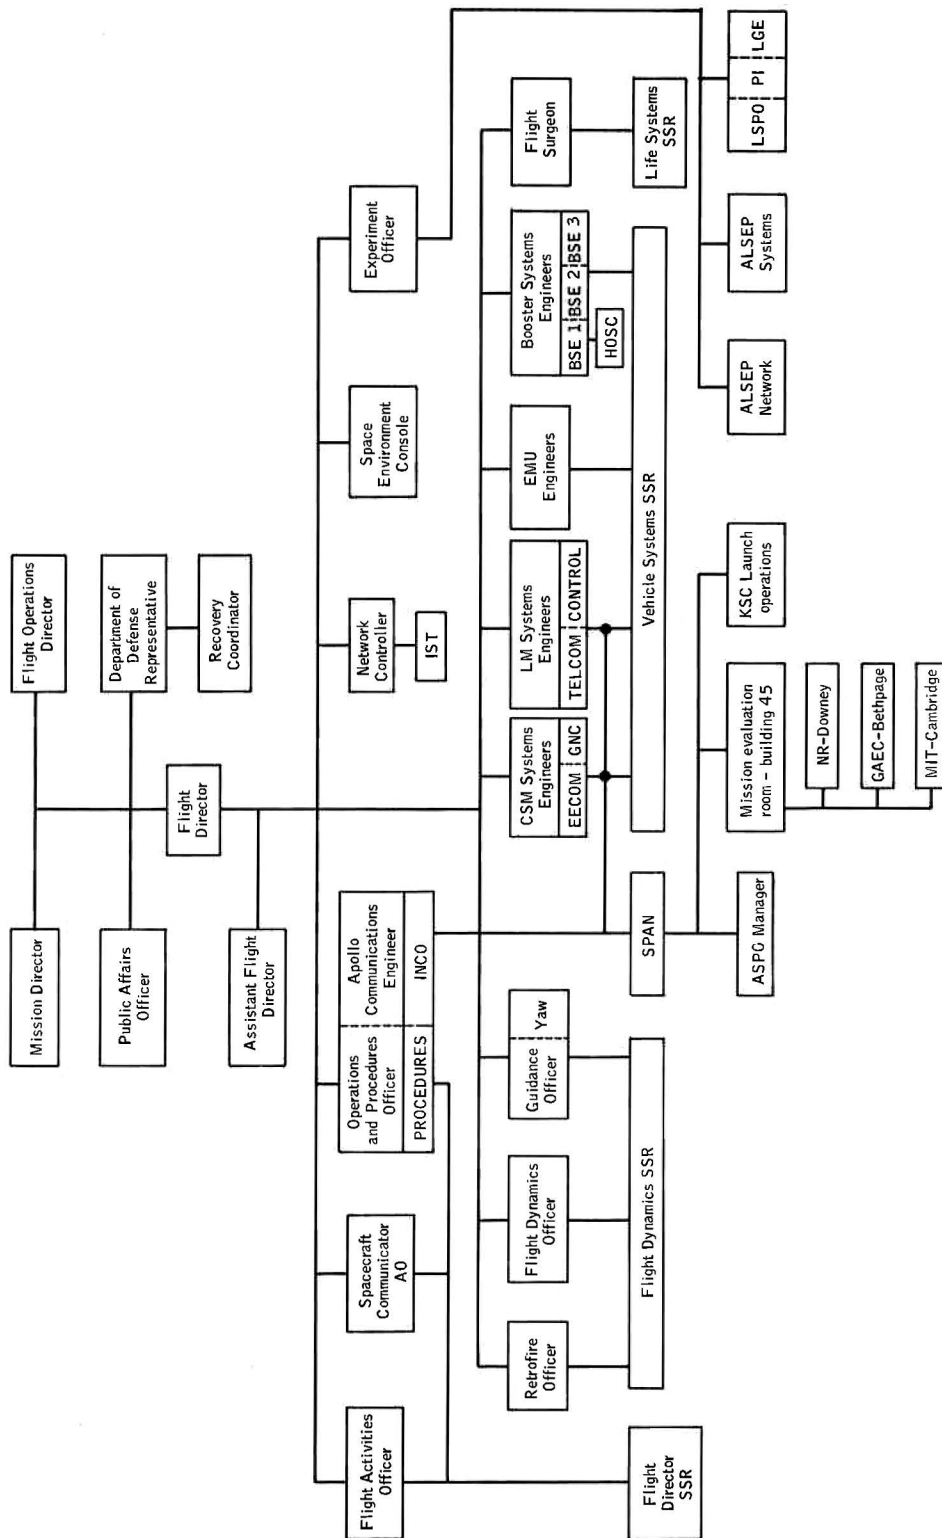 Mission Director
Flight Operations
Director
Public Affairs
Officer
Department of
Defense
Representative
Recovery
Coordinator
Flight
Director
Assistant Flight
Director
Flight Activities
Officer
Spacecraft
Communicator
AO
Operations
and Procedures
Officer
PROCEDURES
Apollo
Communications
Engineer
INCO
Network
Controller
IST
Space
Environment
Console
Experiment
Officer
Retrofire
Officer
Flight Dynamics
Officer
Guidance
Officer
Yaw
CSM Systems
Engineers
EECOM GNC
LM Systems
Engineers
TELCOM CONTROL
EMU
Engineers
Booster Systems
Engineers
BSE 1 BSE 2 BSE 3
HOSC
Flight
Surgeon
Flight
Director
SSR
Flight Dynamics SSR
SPAN
Vehicle Systems SSR
Life Systems
SSR
ASPO Manager
Mission evaluation
room – building 45
NR–Downey
GAEC–Bethpage
MIT–Cambridge
KSC Launch
operations
ALSEP
Network
ALSEP
Systems
LSPO PI LGE